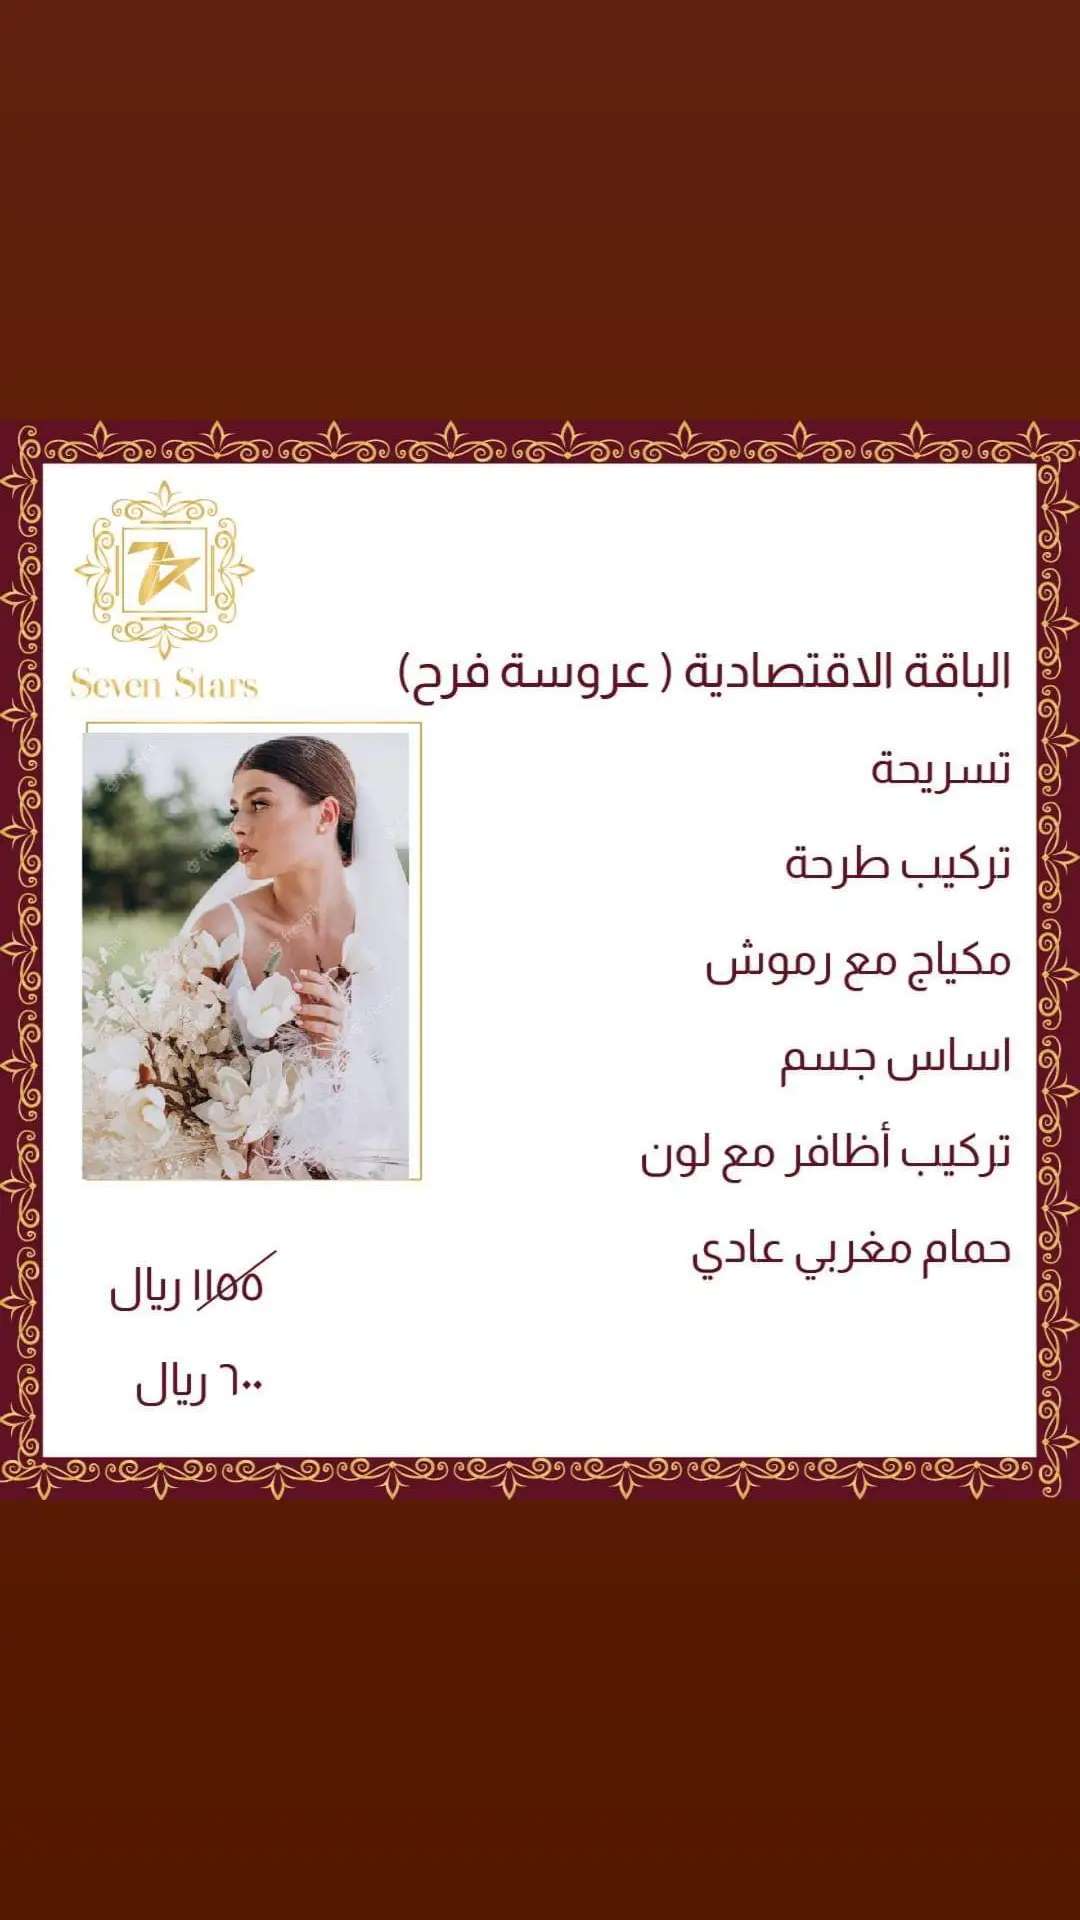 Seven Stars
الباقة الاقتصادية ( عروسة فرح)
تسريحة
تركيب طرحة
مكياج مع رموش
اساس جسم
تركيب أظافر مع لون
حمام مغربي عادي
١١٥٥ ريال
٦٠٠ ريال